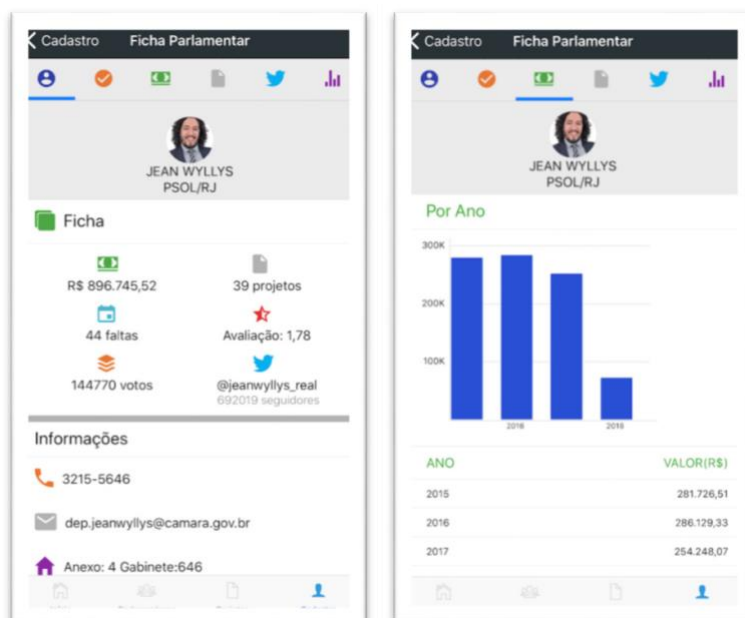 Cadastro Ficha Parlamentar
JEAN WYLLYS
PSOL/RJ
Ficha
R$ 896.745,52 39 projetos
44 faltas Avaliação: 1,78
144770 votos @jeanwyllys_real
692019 seguidores
Informações
3215-5646
dep.jeanwyllys@camara.gov.br
Anexo: 4 Gabinete:646
Cadastro Ficha Parlamentar
JEAN WYLLYS
PSOL/RJ
Por Ano
300K
200K
100K
2016 2018
ANO VALOR(R$)
2015 281.726,51
2016 286.129,33
2017 254.248,07